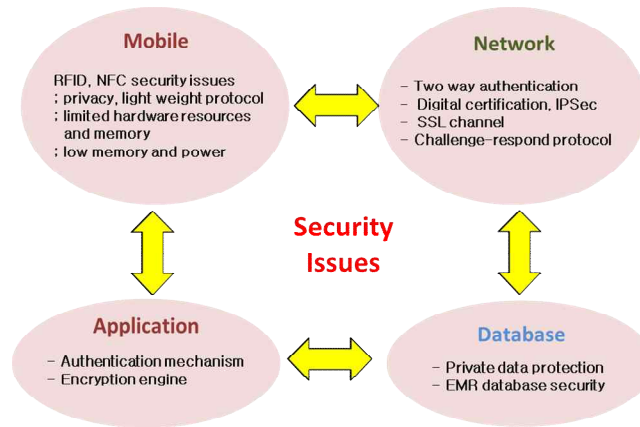 Mobile
RFID, NFC security issues
; privacy, light weight protocol
; limited hardware resources
and memory
; low memory and power
Network
- Two way authentication
- Digital certification, IPSec
- SSL channel
- Challenge-respond protocol
Security
Issues
Application
- Authentication mechanism
- Encryption engine
Database
- Private data protection
- EMR database security